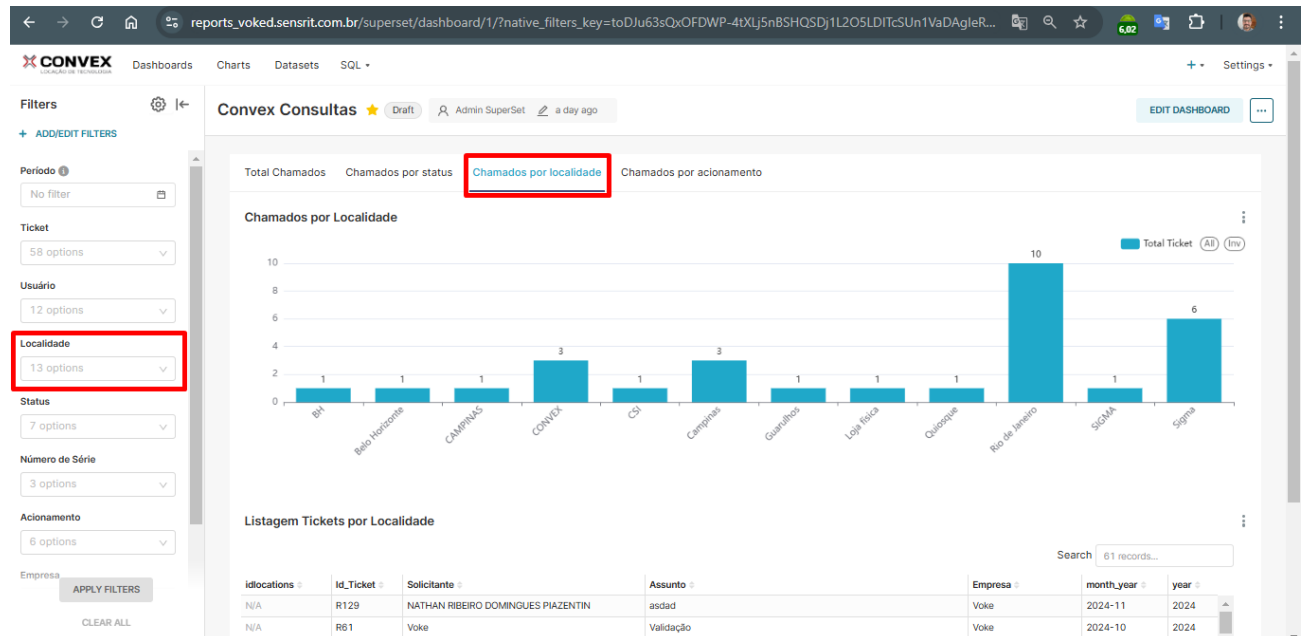 reports_voked.sensrit.com.br/superset/dashboard/1/?native_filters_key=toDJu63sQxOFDWP-4tXLj5nBSHQSDj1L2O5LDITcSUn1VaDAgIeR...
6,02
CONVEX
LOCAÇÃO DE TECNOLOGIA
Dashboards Charts Datasets SQL
+ Settings
Filters
+ ADD/EDIT FILTERS
Período
No filter
Ticket
58 options
Usuário
12 options
Localidade
13 options
Status
7 options
Número de Série
3 options
Acionamento
6 options
Empresa
APPLY FILTERS
CLEAR ALL
Convex Consultas Draft Admin SuperSet a day ago
EDIT DASHBOARD ...
Total Chamados Chamados por status Chamados por localidade Chamados por acionamento
Chamados por Localidade
Total Ticket All Inv
10
8
6
4
2
0
1 1 1 3 1 3 1 1 1 10 1 6
BH Belo Horizonte CAMPINAS CONVEX CSI Campinas Guarulhos Loja física Quiosque Rio de Janeiro SIGMA Sigma
Listagem Tickets por Localidade
Search 61 records...
idlocations Id_Ticket Solicitante Assunto Empresa month_year year
N/A R129 NATHAN RIBEIRO DOMINGUES PIAZENTIN asdad Voke 2024-11 2024
N/A R61 Voke Validação Voke 2024-10 2024